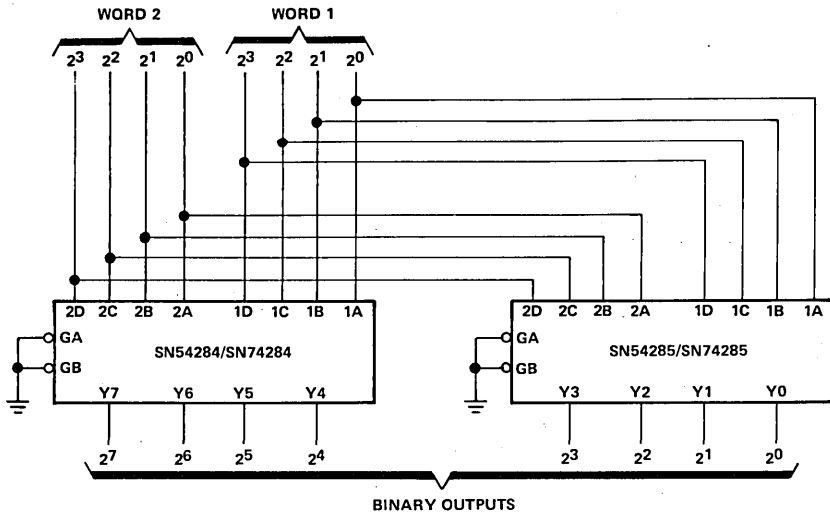 WORD 2 WORD 1
2³ 2² 2¹ 2⁰ 2³ 2² 2¹ 2⁰
2D 2C 2B 2A 1D 1C 1B 1A 2D 2C 2B 2A 1D 1C 1B 1A
GA GA
SN54284/SN74284 SN54285/SN74285
GB GB
Y7 Y6 Y5 Y4 Y3 Y2 Y1 Y0
2⁷ 2⁶ 2⁵ 2⁴ 2³ 2² 2¹ 2⁰
BINARY OUTPUTS